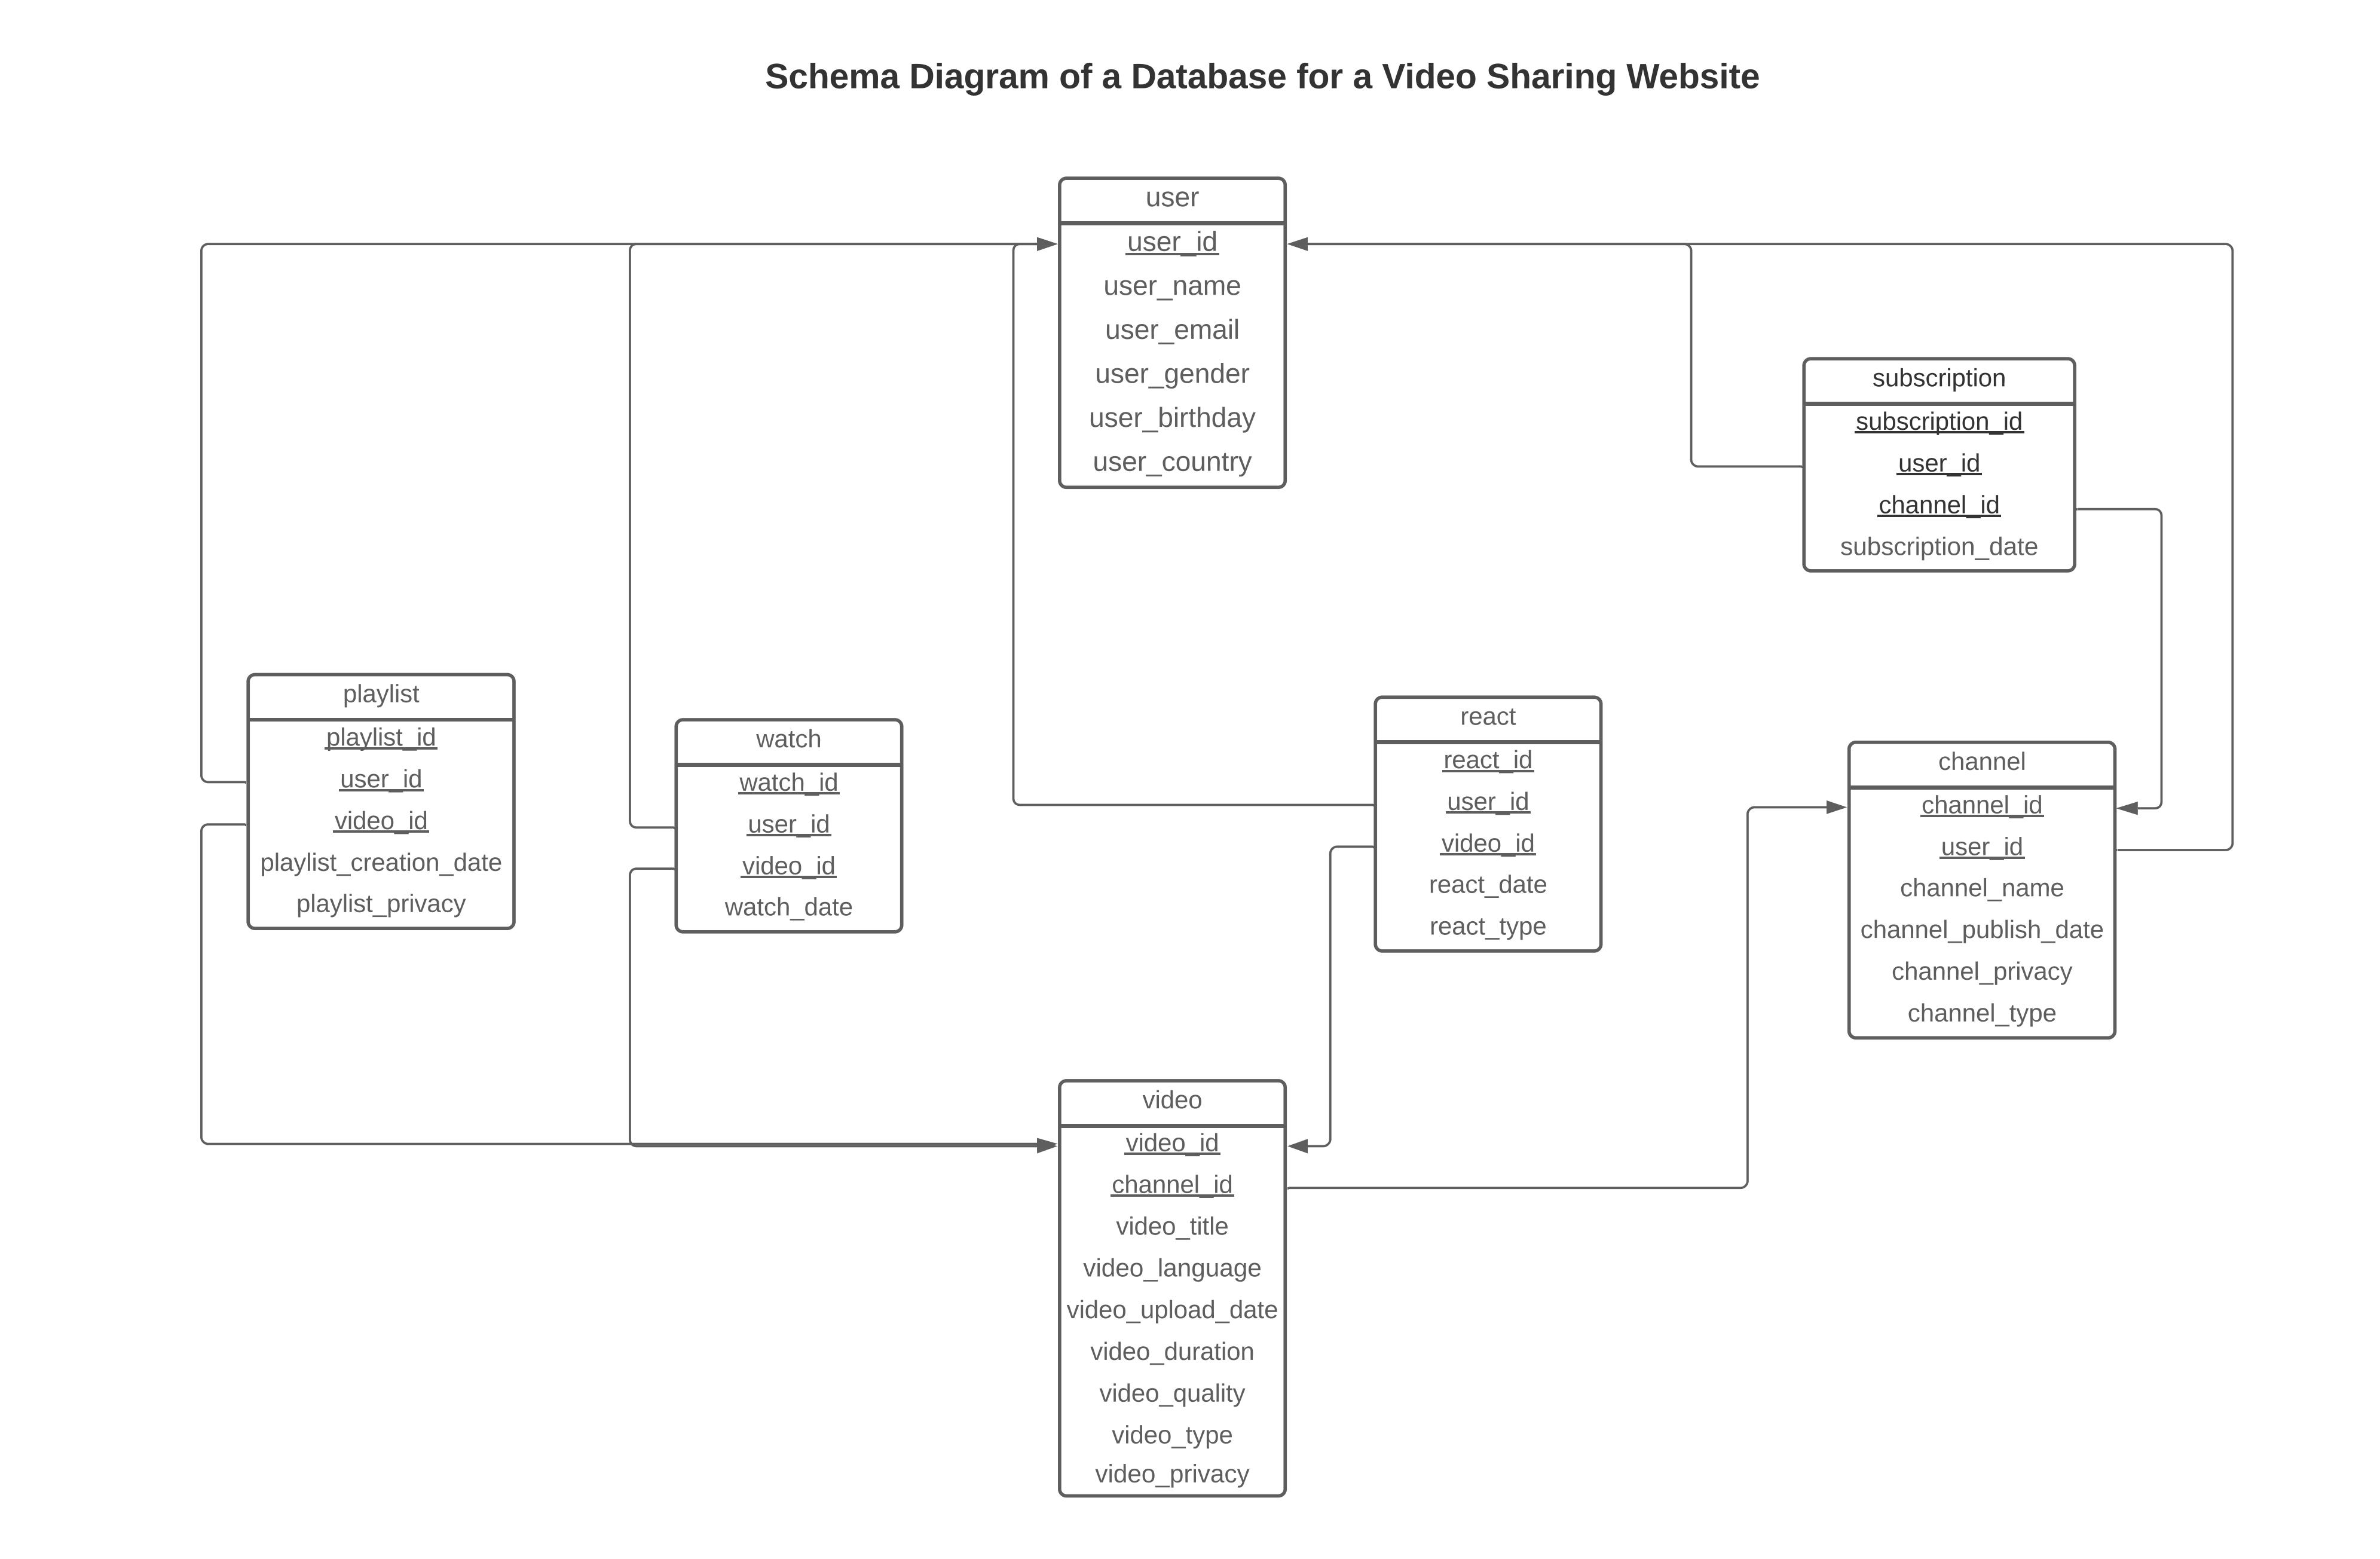 Schema Diagram of a Database for a Video Sharing Website
user
user_id
user_name
user_email
user_gender
user_birthday
user_country
subscription
subscription_id
user_id
channel_id
subscription_date
playlist
playlist_id
user_id
video_id
playlist_creation_date
playlist_privacy
watch
watch_id
user_id
video_id
watch_date
react
react_id
user_id
video_id
react_date
react_type
channel
channel_id
user_id
channel_name
channel_publish_date
channel_privacy
channel_type
video
video_id
channel_id
video_title
video_language
video_upload_date
video_duration
video_quality
video_type
video_privacy